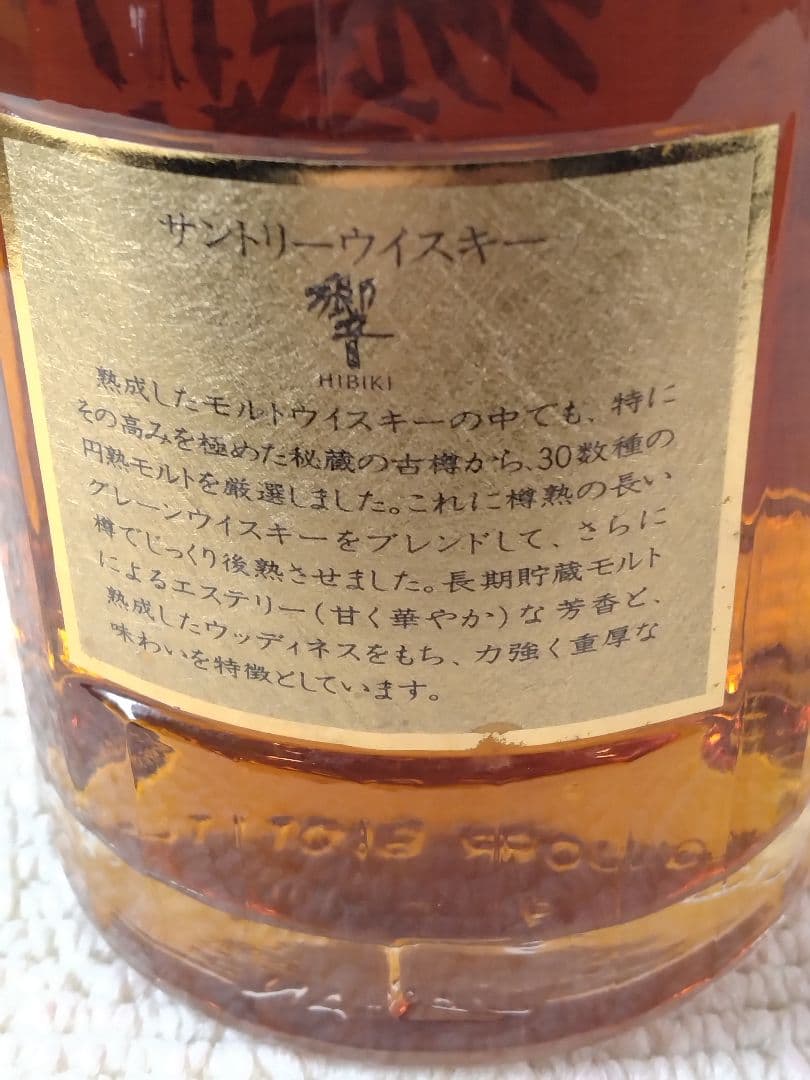 サントリーウイスキー
響
HIBIKI
熟成したモルトウイスキーの中でも、特に
その高みを極めた秘蔵の古樽から、30数種の
円熟モルトを厳選しました。これに樽熟の長い
グレーンウイスキーをブレンドして、さらに
樽でじっくり後熟させました。長期貯蔵モルト
によるエステリー(甘く華やか)な芳香と、
熟成したウッディネスをもち、力強く重厚な
味わいを特徴としています。